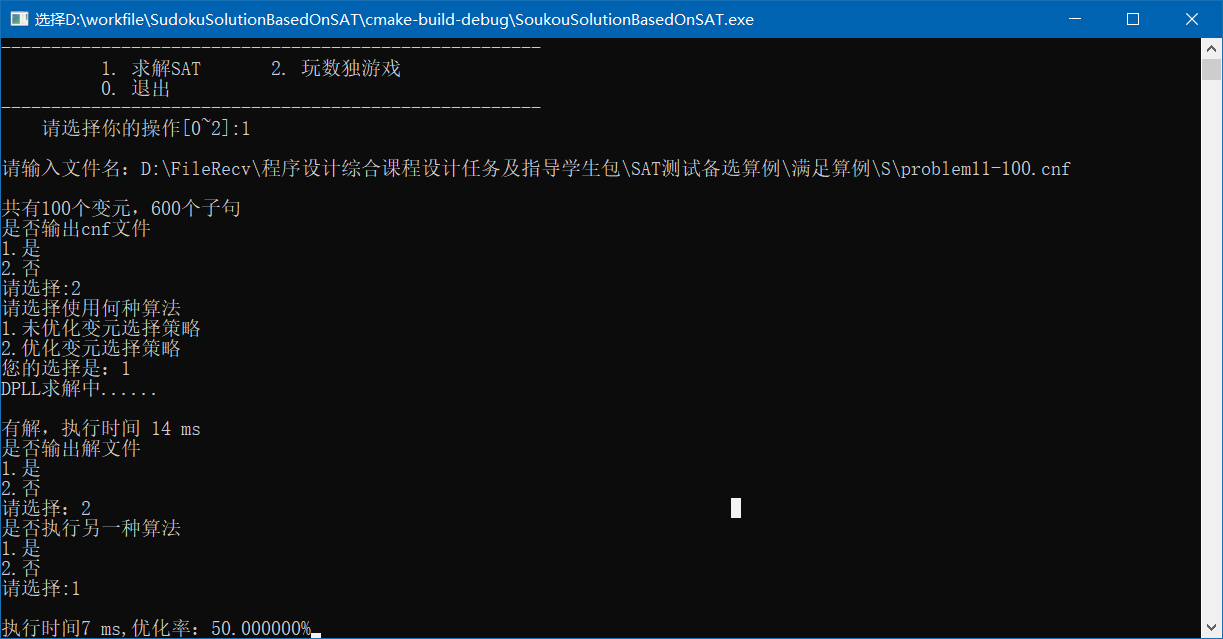 选择D:\workfile\SudokuSolutionBasedOnSAT\cmake-build-debug\SoukouSolutionBasedOnSAT.exe
1. 求解SAT 2. 玩数独游戏
0. 退出
请选择你的操作[0~2]:1
请输入文件名：D:\FileRecv\程序设计综合课程设计任务及指导学生包\SAT测试备选算例\满足算例\S\problem11-100.cnf
共有100个变元，600个子句
是否输出cnf文件
1.是
2.否
请选择:2
请选择使用何种算法
1.未优化变元选择策略
2.优化变元选择策略
您的选择是：1
DPLL求解中......
有解，执行时间 14 ms
是否输出解文件
1.是
2.否
请选择：2
是否执行另一种算法
1.是
2.否
请选择:1
执行时间7 ms,优化率：50.000000%